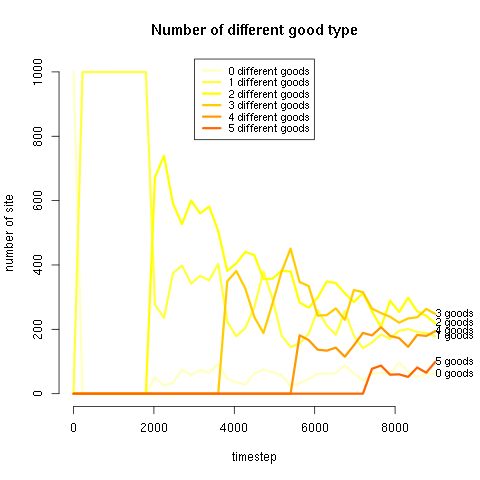 Number of different good type
0 different goods
1 different goods
2 different goods
3 different goods
4 different goods
5 different goods
number of site
1000
800
600
400
200
0
3 goods
2 goods
4 goods
1 goods
5 goods
0 goods
0 2000 4000 6000 8000
timestep